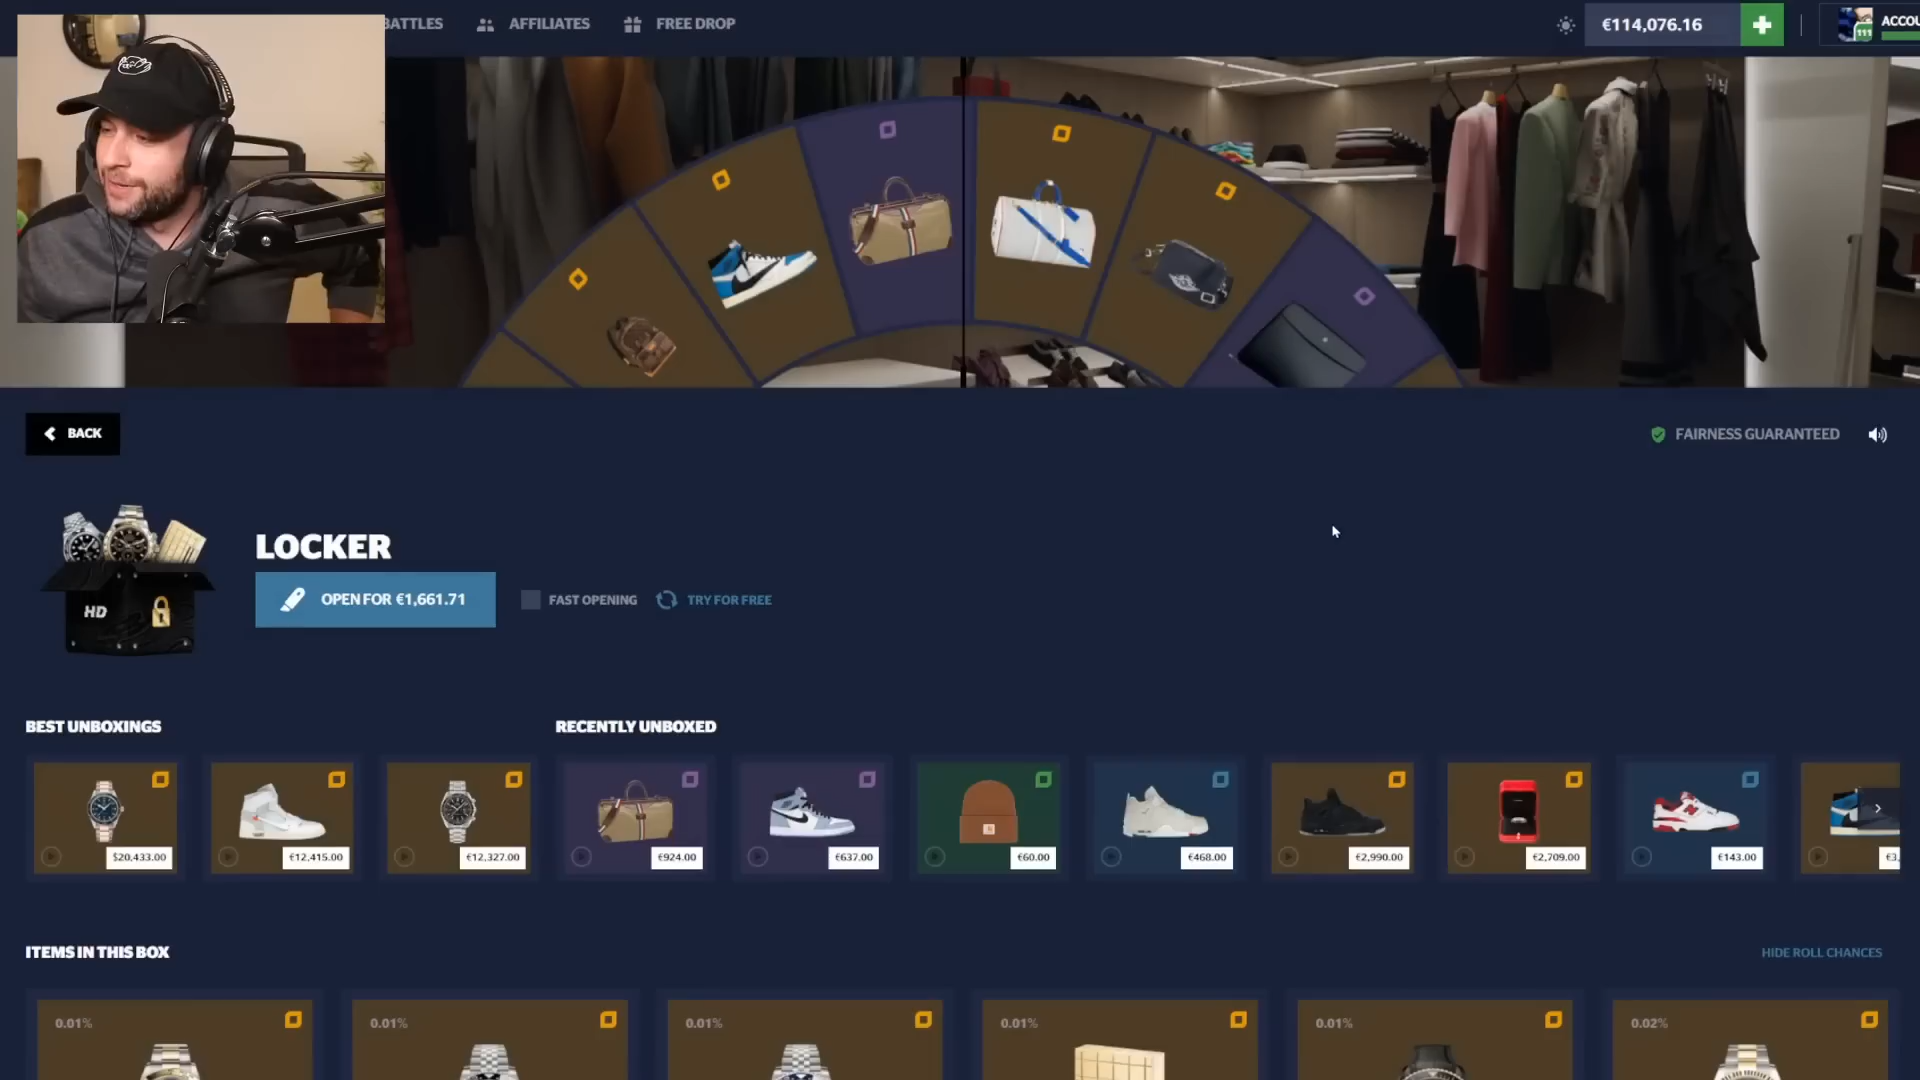 BATTLES
AFFILIATES
FREE DROP
€114,076.16
111
BACK
FAIRNESS GUARANTEED
HD
LOCKER
OPEN FOR €1,661.71
FAST OPENING
TRY FOR FREE
BEST UNBOXINGS
RECENTLY UNBOXED
$20,433.00
€12,415.00
€12,327.00
€924.00
€637.00
€60.00
€468.00
€2,990.00
€2,709.00
€143.00
ITEMS IN THIS BOX
HIDE ROLL CHANCES
0.01%
0.01%
0.01%
0.01%
0.01%
0.02%